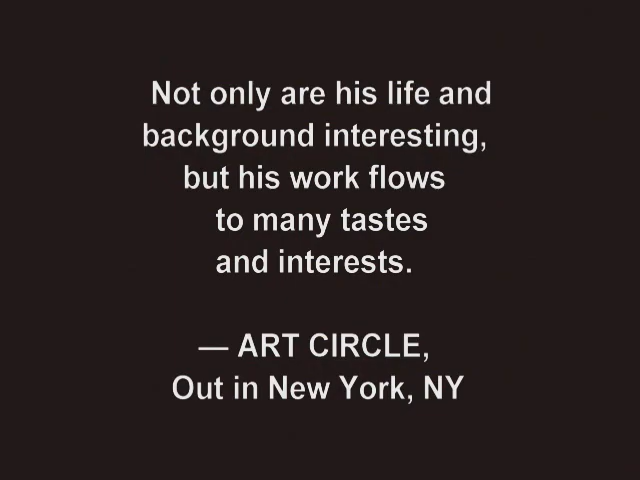 Not only are his life and
background interesting,
but his work flows
to many tastes
and interests.
— ART CIRCLE,
Out in New York, NY